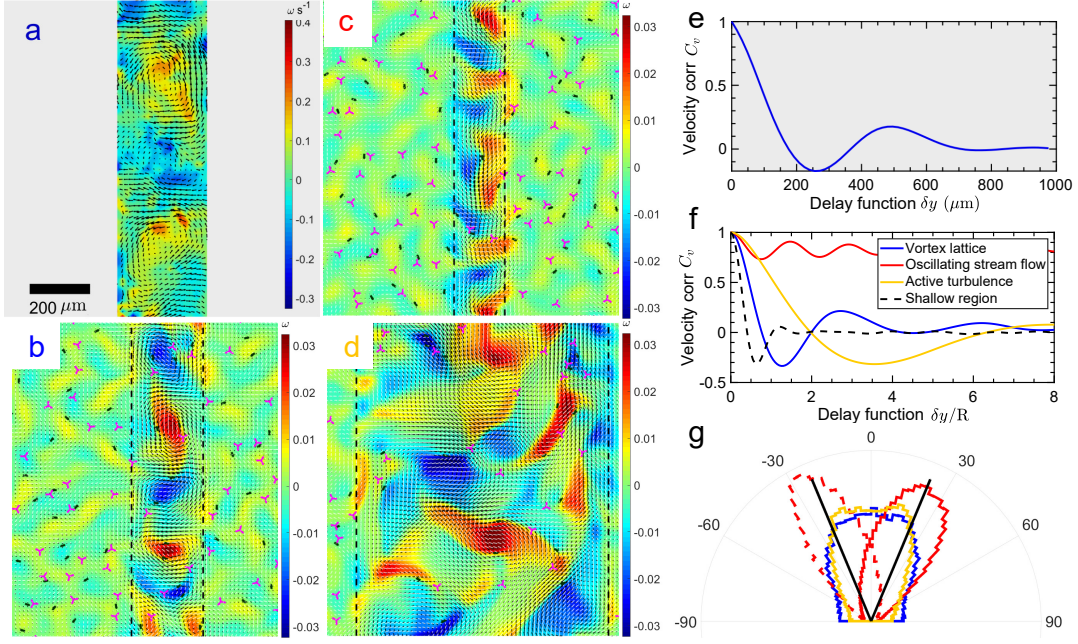 a
ω s⁻¹
0.4
0.3
0.2
0.1
0
-0.1
-0.2
-0.3
200 μm
c
ω
0.03
0.02
0.01
0
-0.01
-0.02
-0.03
e
Velocity corr Cᵥ
1
0.5
0
0 200 400 600 800 1000
Delay function δy (μm)
b
ω
0.03
0.02
0.01
0
-0.01
-0.02
-0.03
d
ω
0.03
0.02
0.01
0
-0.01
-0.02
-0.03
f
Velocity corr Cᵥ
1
0.5
0
-0.5
Vortex lattice
Oscillating stream flow
Active turbulence
Shallow region
0 2 4 6 8
Delay function δy/R
g
0
-30 30
-60 60
-90 90